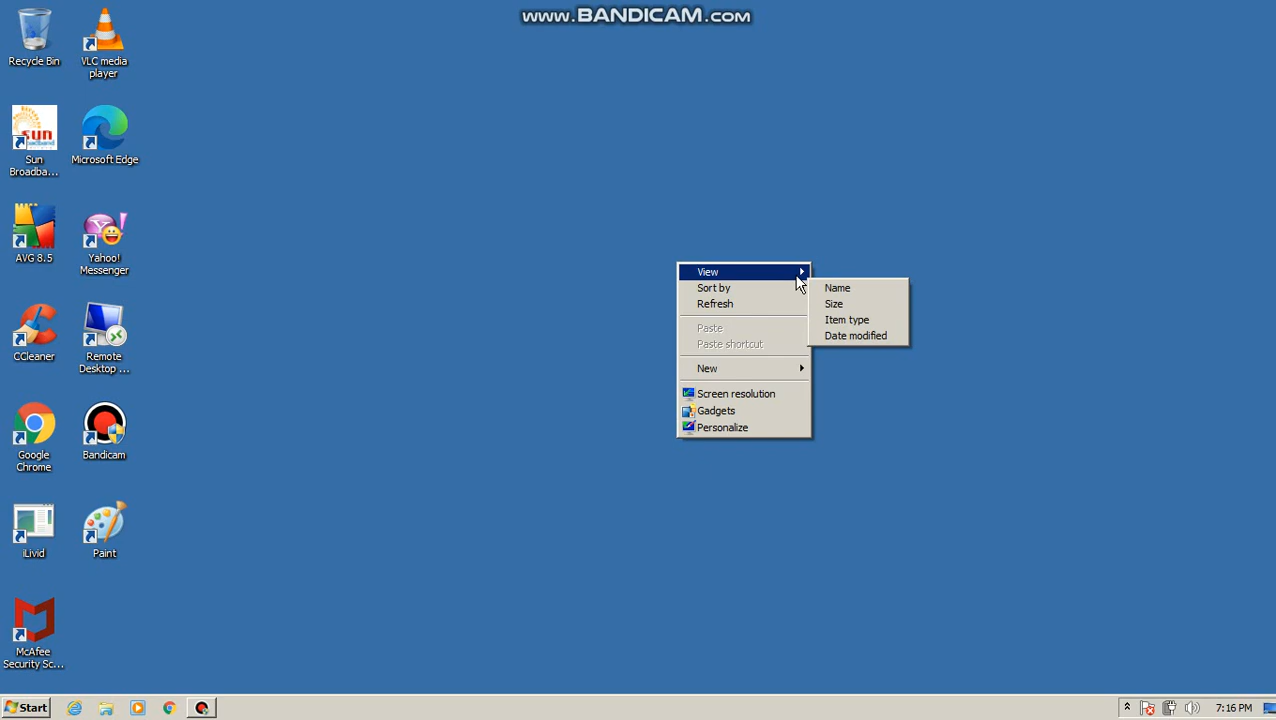 www.BANDICAM.com
Recycle Bin
VLC media
player
Sun
Broadba...
Microsoft Edge
AVG 8.5
Yahoo!
Messenger
CCleaner
Remote
Desktop ...
Google
Chrome
Bandicam
iLivid
Paint
McAfee
Security Sc...
View
Sort by
Refresh
Paste
Paste shortcut
New
Screen resolution
Gadgets
Personalize
Name
Size
Item type
Date modified
Start
7:16 PM